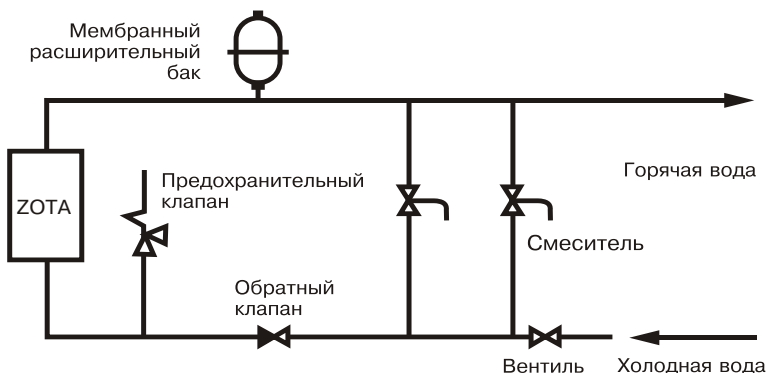 Мембранный
расширительный
бак
Горячая вода
ZOTA
Предохранительный
клапан
Смеситель
Обратный
клапан
Вентиль
Холодная вода